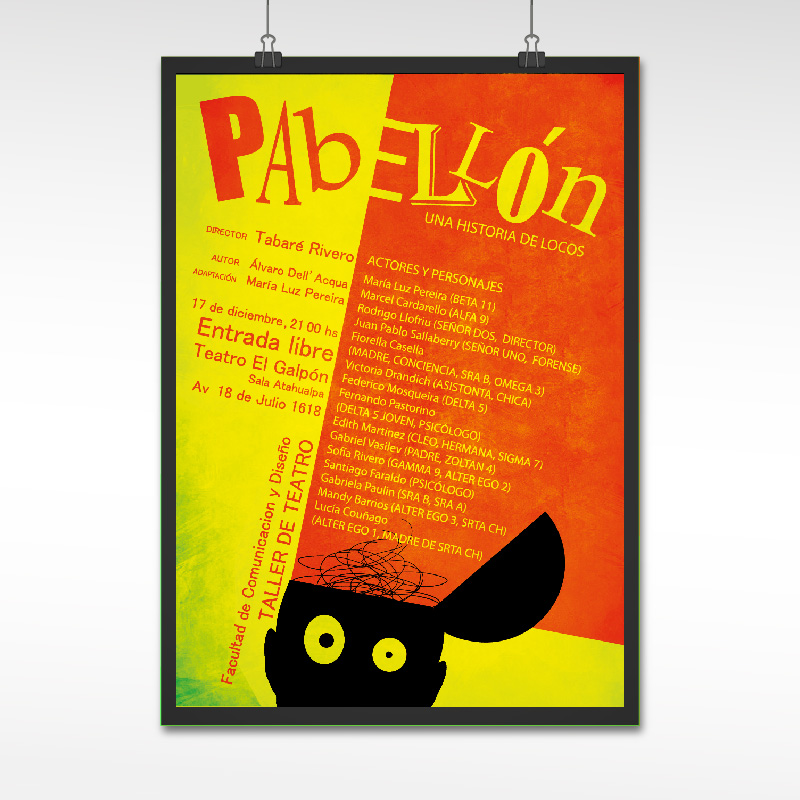 PAbELLÓn
UNA HISTORIA DE LOCOS
DIRECTOR Tabaré Rivero
AUTOR Álvaro Dell' Acqua
ADAPTACIÓN María Luz Pereira
17 de diciembre, 21 00 hs
Entrada libre
Teatro El Galpón
Sala Atahualpa
Av 18 de Julio 1618
Facultad de Comunicacion y Diseño
TALLER DE TEATRO
ACTORES Y PERSONAJES
María Luz Pereira (BETA 11)
Marcel Cardarello (ALFA 9)
Rodrigo Llofriu (SEÑOR DOS, DIRECTOR)
Juan Pablo Sallaberry (SEÑOR UNO, FORENSE)
Fiorella Casella
(MADRE, CONCIENCIA, SRA B, OMEGA 3)
Victoria Drandich (ASISTONTA, CHICA)
Federico Mosqueira (DELTA 5)
Fernando Pastorino
(DELTA 5 JOVEN, PSICÓLOGO)
Edith Martínez (CLEO, HERMANA, SIGMA 7)
Gabriel Vasilev (PADRE, ZOLTAN 4)
Sofía Rivero (GAMMA 9, ALTER EGO 2)
Santiago Faraldo (PSICÓLOGO)
Gabriela Paulin (SRA B, SRA A)
Mandy Barrios (ALTER EGO 3, SRTA CH)
Lucía Couñago
(ALTER EGO 1, MADRE DE SRTA CH)